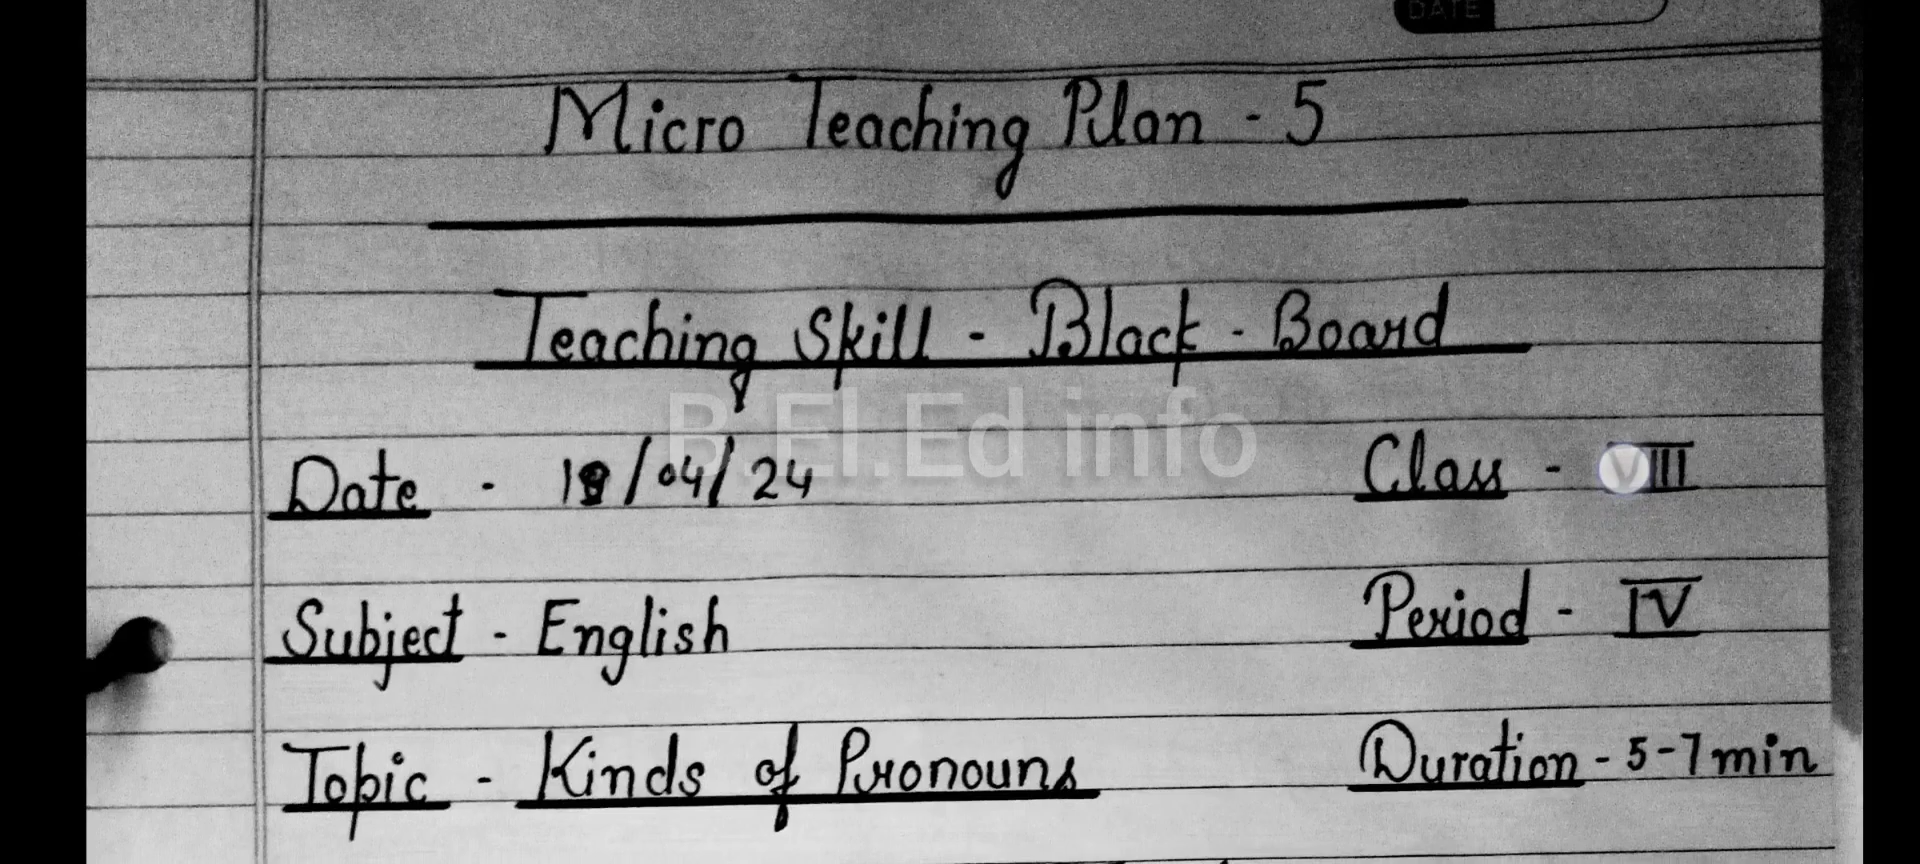 DATE
Micro Teaching Plan - 5
Teaching Skill - Black - Board
B.El.Ed info
Date - /04/24 Class - VIII
Subject - English Period - IV
Topic - Kinds of Pronouns Duration - 5-7 min